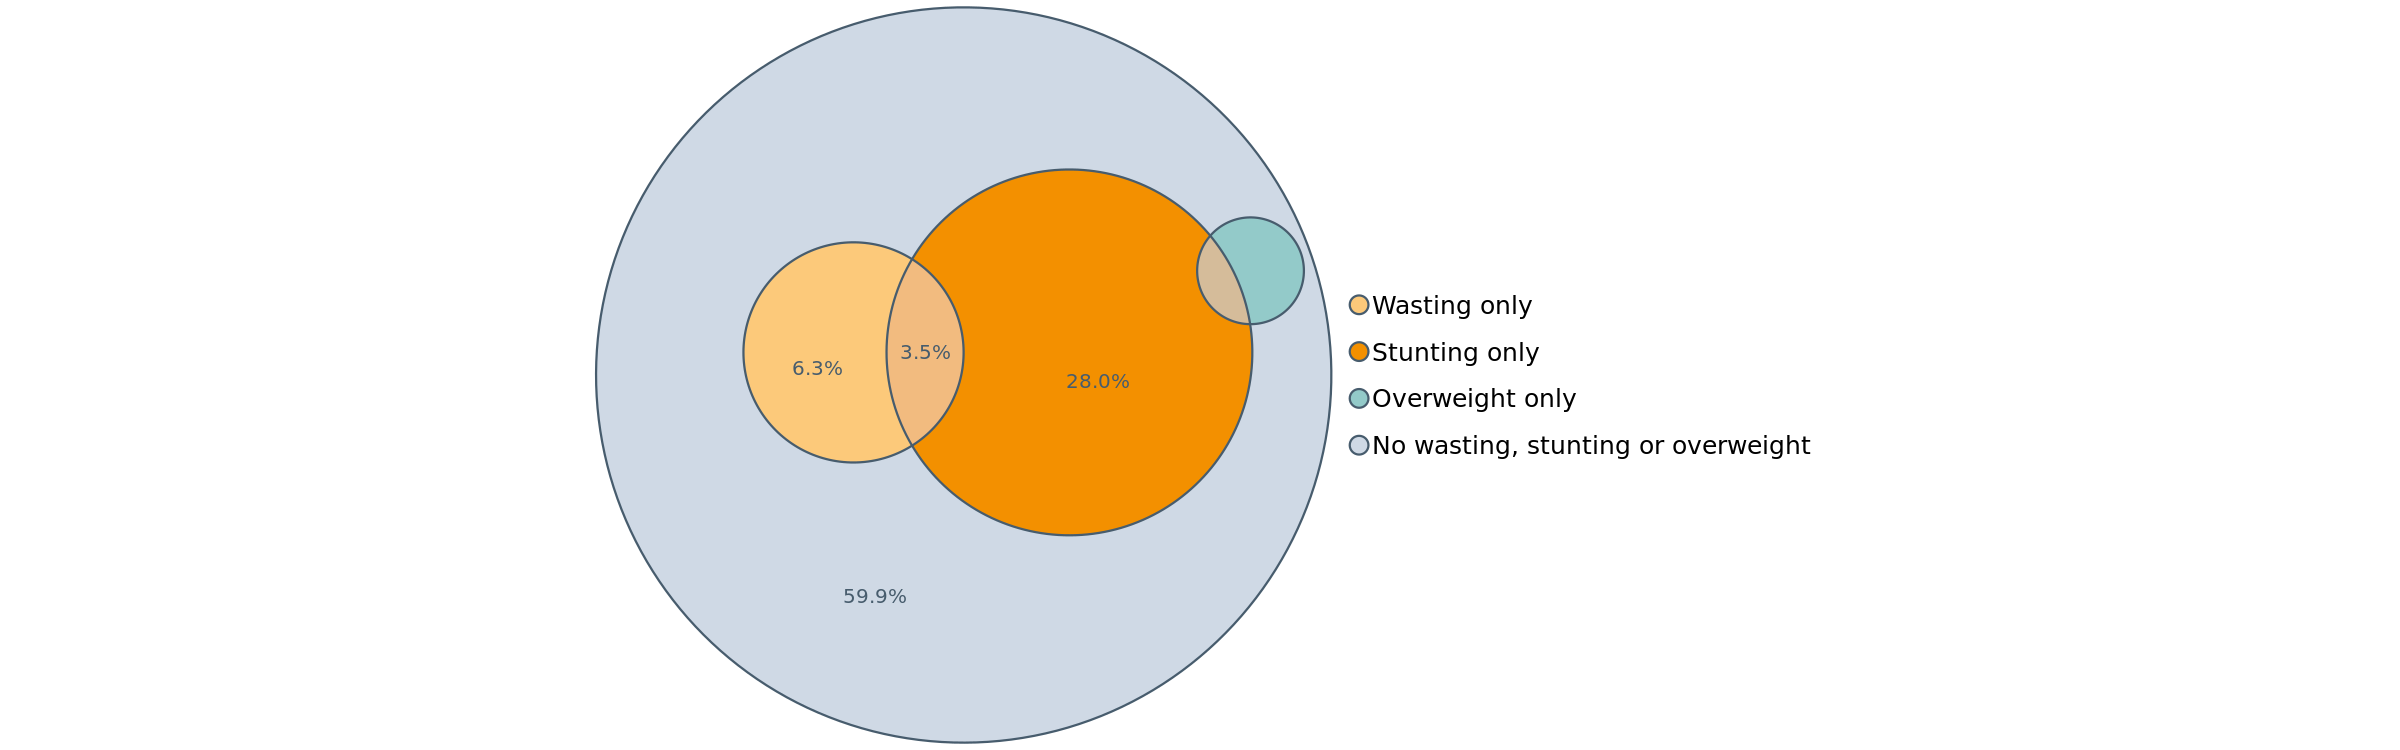 6.3%
3.5%
28.0%
59.9%
Wasting only
Stunting only
Overweight only
No wasting, stunting or overweight